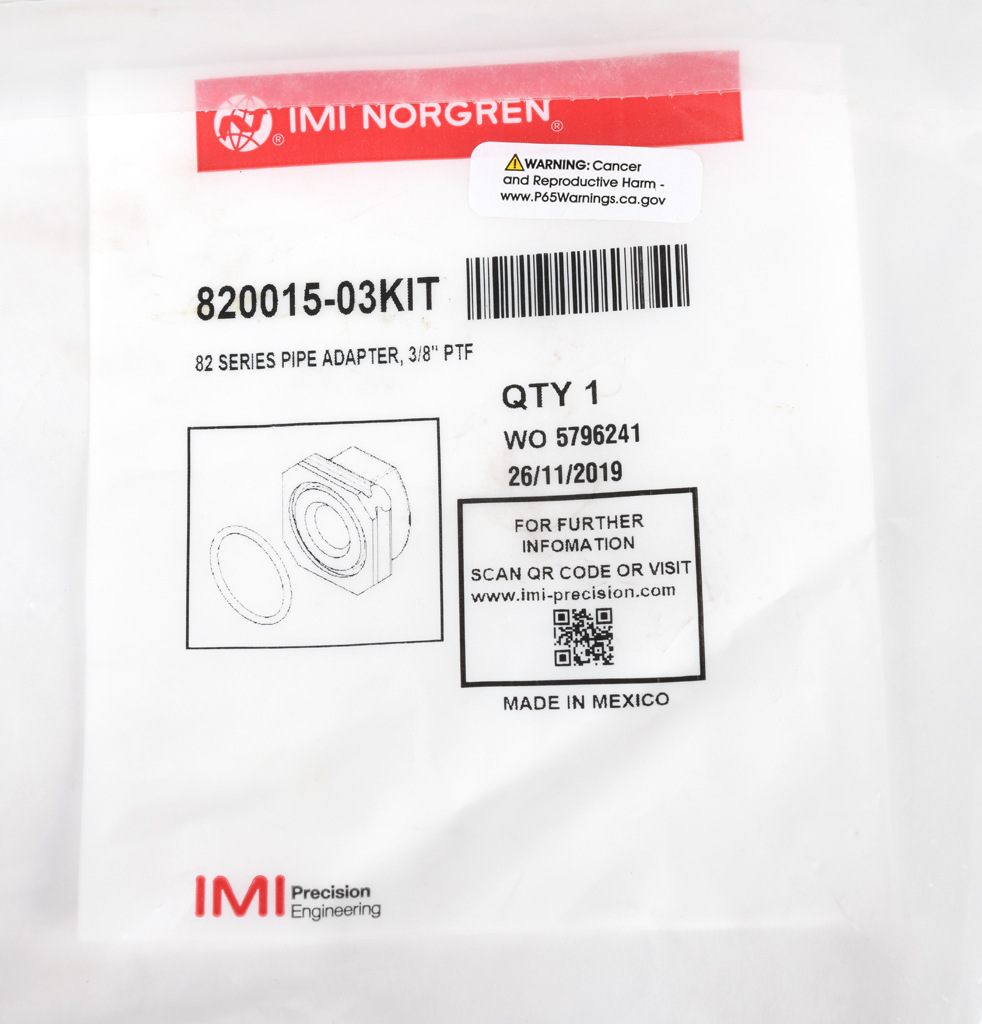 IMI NORGREN®
®
⚠WARNING: Cancer
and Reproductive Harm -
www.P65Warnings.ca.gov
820015-03KIT
82 SERIES PIPE ADAPTER, 3/8" PTF
QTY 1
WO 5796241
26/11/2019
FOR FURTHER
INFOMATION
SCAN QR CODE OR VISIT
www.imi-precision.com
MADE IN MEXICO
IMI Precision
Engineering